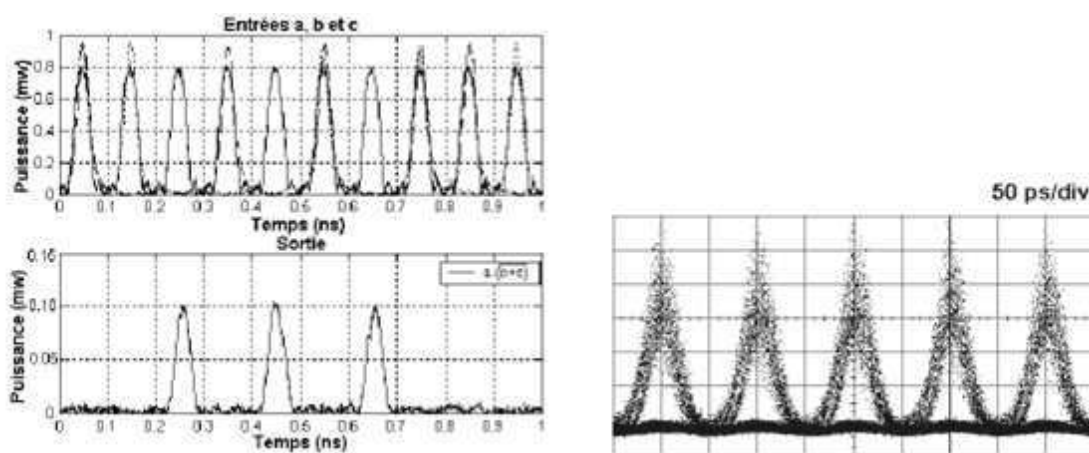 Entrées a, b et c
Puissance (mw)
1
0.8
0.6
0.4
0.2
0
0 0.1 0.2 0.3 0.4 0.5 0.6 0.7 0.8 0.9 1
Temps (ns)
Sortie
Puissance (mw)
0.15
0.10
0.05
0
0 0.1 0.2 0.3 0.4 0.5 0.6 0.7 0.8 0.9 1
Temps (ns)
50 ps/div